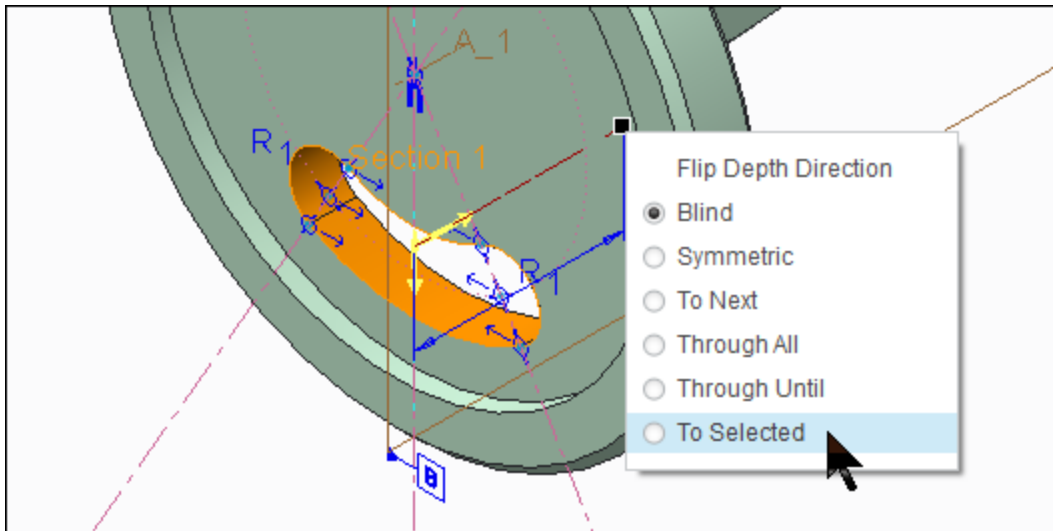 A_1
R 1
Section 1
R 1
B
Flip Depth Direction
Blind
Symmetric
To Next
Through All
Through Until
To Selected